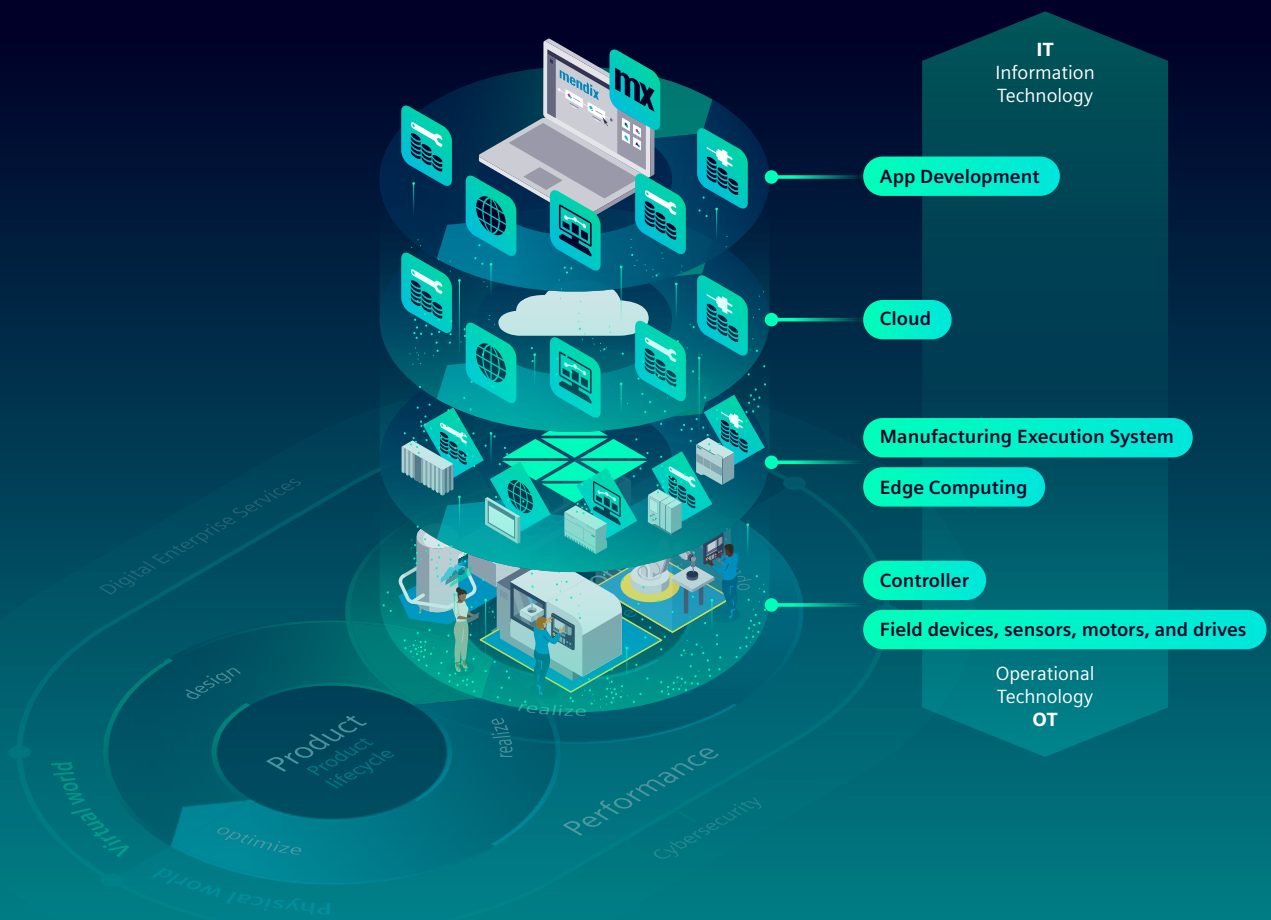 IT
Information
Technology
mendix
mx
App Development
Cloud
Manufacturing Execution System
Edge Computing
Controller
Field devices, sensors, motors, and drives
Operational
Technology
OT
Digital Enterprise Services
design
Product
Product
lifecycle
realize
realize
optimize
Performance
Cybersecurity
Virtual world
Physical world